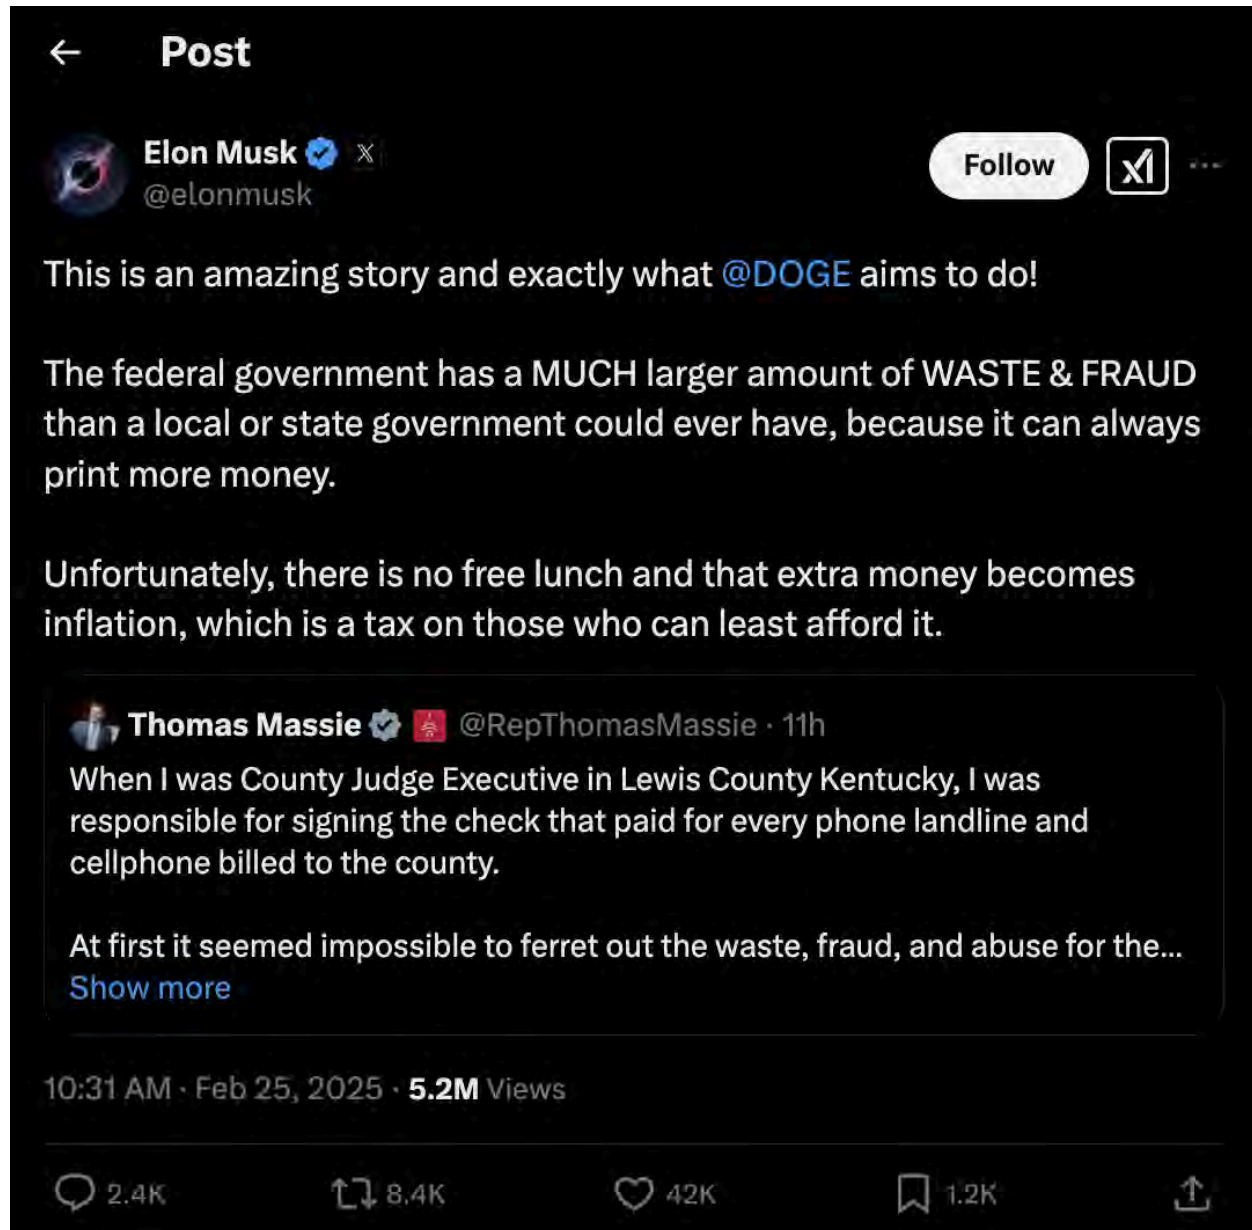 Post
Elon Musk
@elonmusk
Follow
This is an amazing story and exactly what @DOGE aims to do!
The federal government has a MUCH larger amount of WASTE & FRAUD
than a local or state government could ever have, because it can always
print more money.
Unfortunately, there is no free lunch and that extra money becomes
inflation, which is a tax on those who can least afford it.
Thomas Massie @RepThomasMassie · 11h
When I was County Judge Executive in Lewis County Kentucky, I was
responsible for signing the check that paid for every phone landline and
cellphone billed to the county.
At first it seemed impossible to ferret out the waste, fraud, and abuse for the...
Show more
10:31 AM · Feb 25, 2025 · 5.2M Views
2.4K 8.4K 42K 1.2K